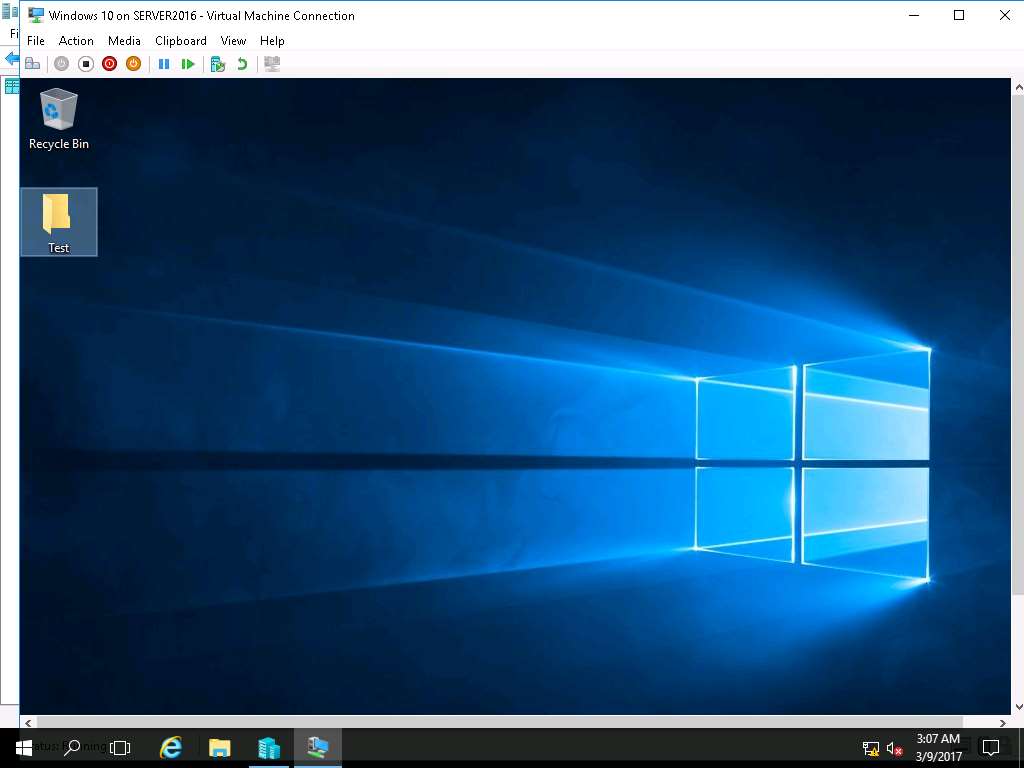 Windows 10 on SERVER2016 - Virtual Machine Connection
Fi
File Action Media Clipboard View Help
Recycle Bin
Test
3:07 AM
3/9/2017